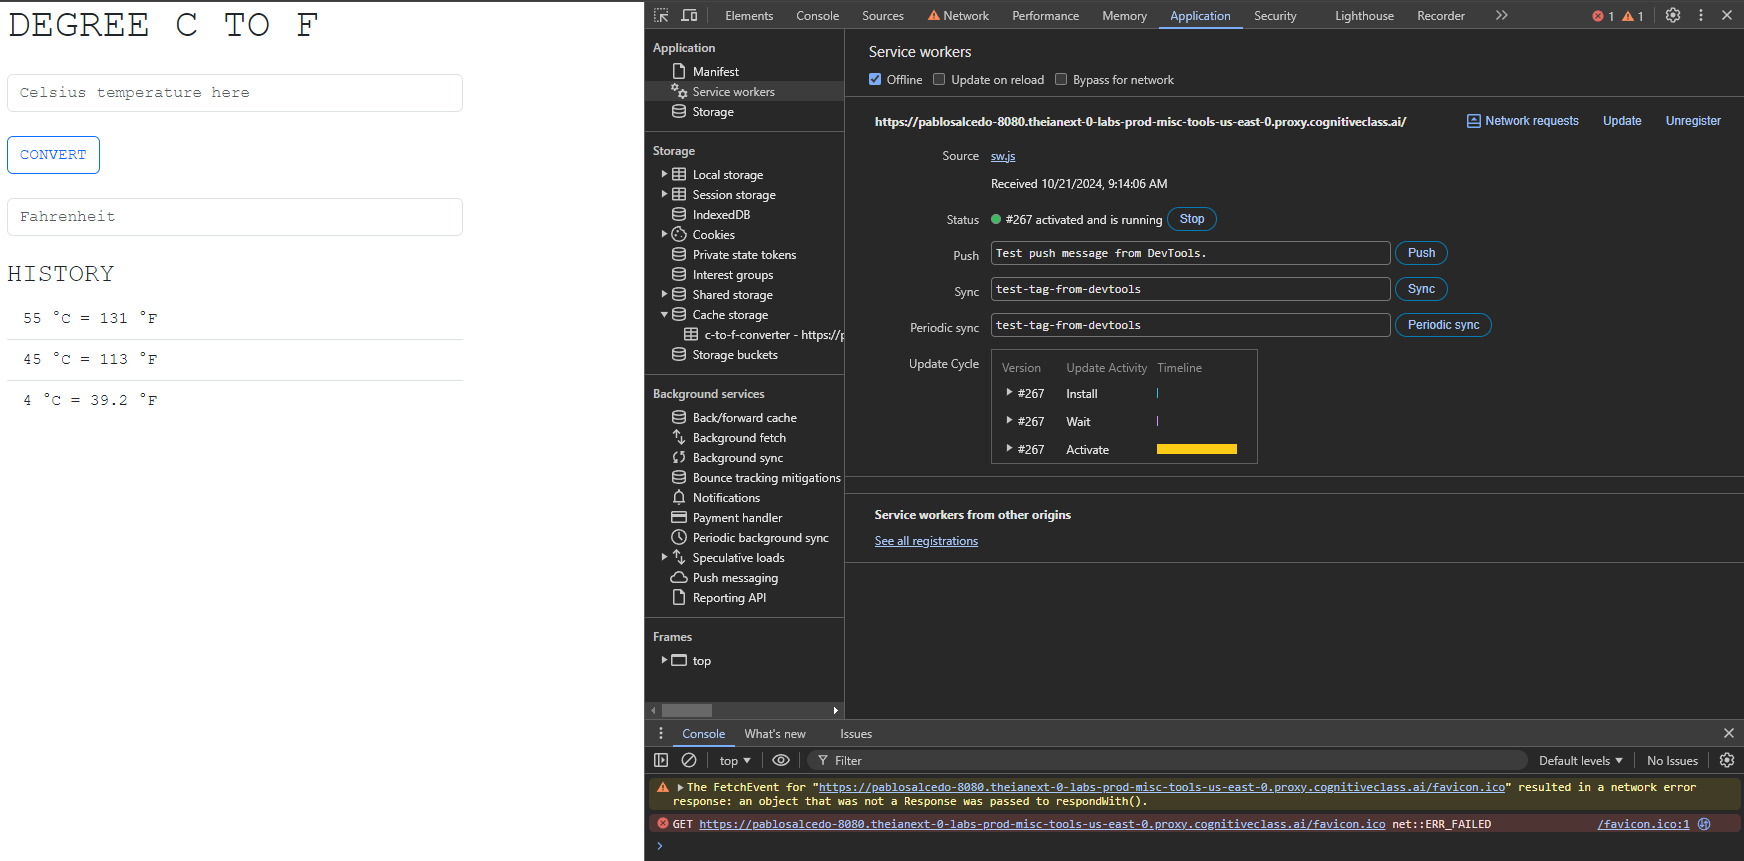 DEGREE C TO F
Celsius temperature here
CONVERT
Fahrenheit
HISTORY
55 °C = 131 °F
45 °C = 113 °F
4 °C = 39.2 °F
Elements Console Sources Network Performance Memory Application Security Lighthouse Recorder 1 1
Application
Manifest
Service workers
Storage
Storage
Local storage
Session storage
IndexedDB
Cookies
Private state tokens
Interest groups
Shared storage
Cache storage
c-to-f-converter - https://p
Storage buckets
Background services
Back/forward cache
Background fetch
Background sync
Bounce tracking mitigations
Notifications
Payment handler
Periodic background sync
Speculative loads
Push messaging
Reporting API
Frames
top
Service workers
Offline Update on reload Bypass for network
https://pablosalcedo-8080.theianext-0-labs-prod-misc-tools-us-east-0.proxy.cognitiveclass.ai/ Network requests Update Unregister
Source sw.js
Received 10/21/2024, 9:14:06 AM
Status #267 activated and is running Stop
Push Test push message from DevTools. Push
Sync test-tag-from-devtools Sync
Periodic sync test-tag-from-devtools Periodic sync
Update Cycle Version Update Activity Timeline
#267 Install
#267 Wait
#267 Activate
Service workers from other origins
See all registrations
Console What's new Issues
top Filter Default levels No Issues
The FetchEvent for "https://pablosalcedo-8080.theianext-0-labs-prod-misc-tools-us-east-0.proxy.cognitiveclass.ai/favicon.ico" resulted in a network error
response: an object that was not a Response was passed to respondWith().
GET https://pablosalcedo-8080.theianext-0-labs-prod-misc-tools-us-east-0.proxy.cognitiveclass.ai/favicon.ico net::ERR_FAILED /favicon.ico:1